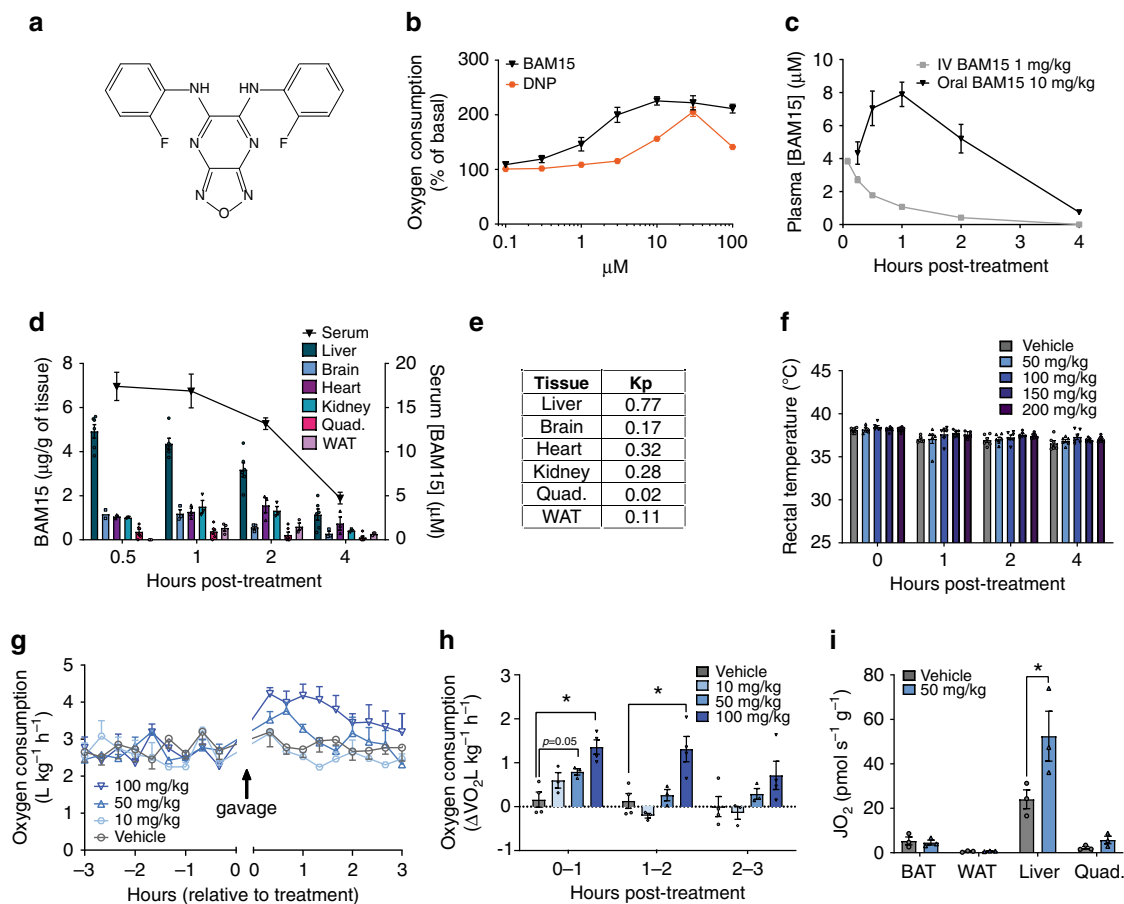 a
NH
HN
F
F
N
N
N
N
O
b
BAM15
DNP
Oxygen consumption
(% of basal)
300
200
100
0
0.1
1
10
100
μM
c
IV BAM15 1 mg/kg
Oral BAM15 10 mg/kg
Plasma [BAM15] (μM)
10
8
6
4
2
0
0
1
2
3
4
Hours post-treatment
d
Serum
Liver
Brain
Heart
Kidney
Quad.
WAT
BAM15 (μg/g of tissue)
8
6
4
2
0
Serum [BAM15] (μM)
20
15
10
5
0
0.5
1
2
4
Hours post-treatment
e
Tissue Kp
Liver 0.77
Brain 0.17
Heart 0.32
Kidney 0.28
Quad. 0.02
WAT 0.11
f
Vehicle
50 mg/kg
100 mg/kg
150 mg/kg
200 mg/kg
Rectal temperature (°C)
43
37
31
25
0
1
2
4
Hours post-treatment
g
Oxygen consumption
(L kg⁻¹ h⁻¹)
5
4
3
2
1
0
100 mg/kg
50 mg/kg
10 mg/kg
Vehicle
gavage
−3
−2
−1
0
0
1
2
3
Hours (relative to treatment)
h
Vehicle
10 mg/kg
50 mg/kg
100 mg/kg
Oxygen consumption
(ΔVO₂L kg⁻¹ h⁻¹)
3
2
1
0
-1
*
p=0.05
*
0–1
1–2
2–3
Hours post-treatment
i
Vehicle
50 mg/kg
*
JO₂ (pmol s⁻¹ g⁻¹)
80
60
40
20
0
BAT
WAT
Liver
Quad.